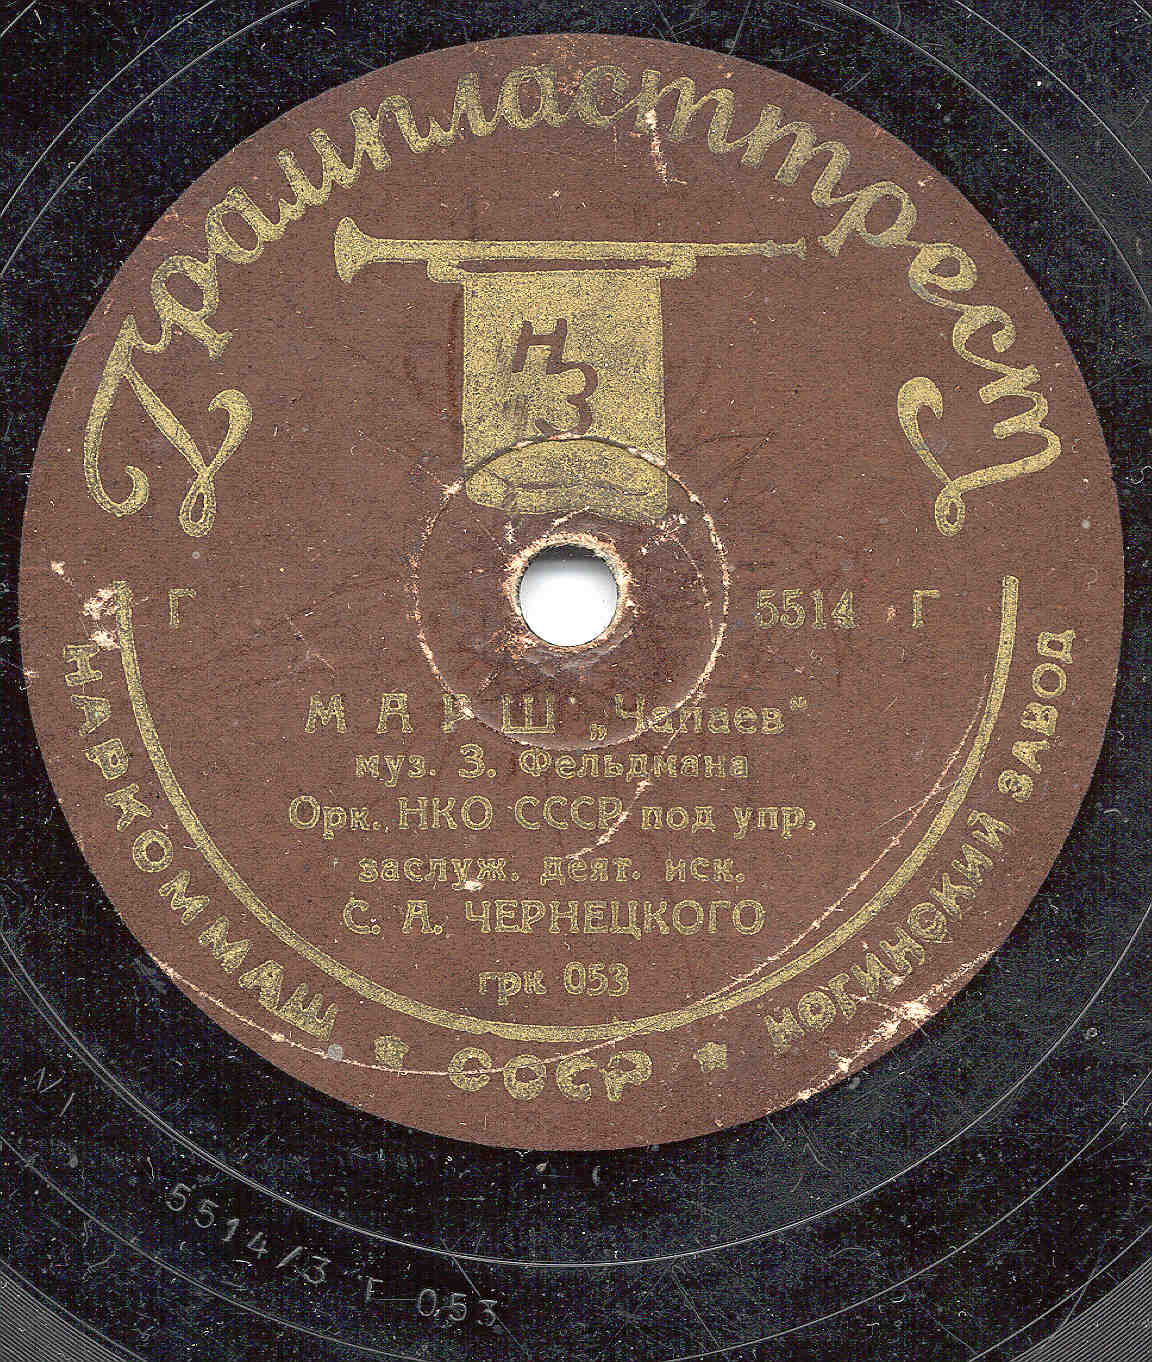 Грампласттрест
НЗ
Г 5514 Г
МАРШ „Чапаев“
муз. З. Фельдмана
Орк. НКО СССР под упр.
заслуж. деят. иск.
С. А. ЧЕРНЕЦКОГО
грк 053
НАРКОММАШ ★ СССР ★ НОГИНСКИЙ ЗАВОД
5514/3 Г 053